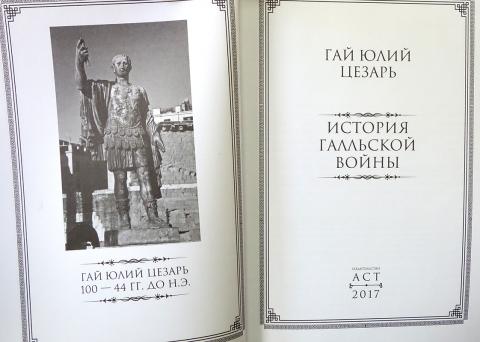 ГАЙ ЮЛИЙ ЦЕЗАРЬ
100 — 44 ГГ. ДО Н.Э.
ГАЙ ЮЛИЙ
ЦЕЗАРЬ
ИСТОРИЯ
ГАЛЛЬСКОЙ
ВОЙНЫ
ИЗДАТЕЛЬСТВО
АСТ
2017